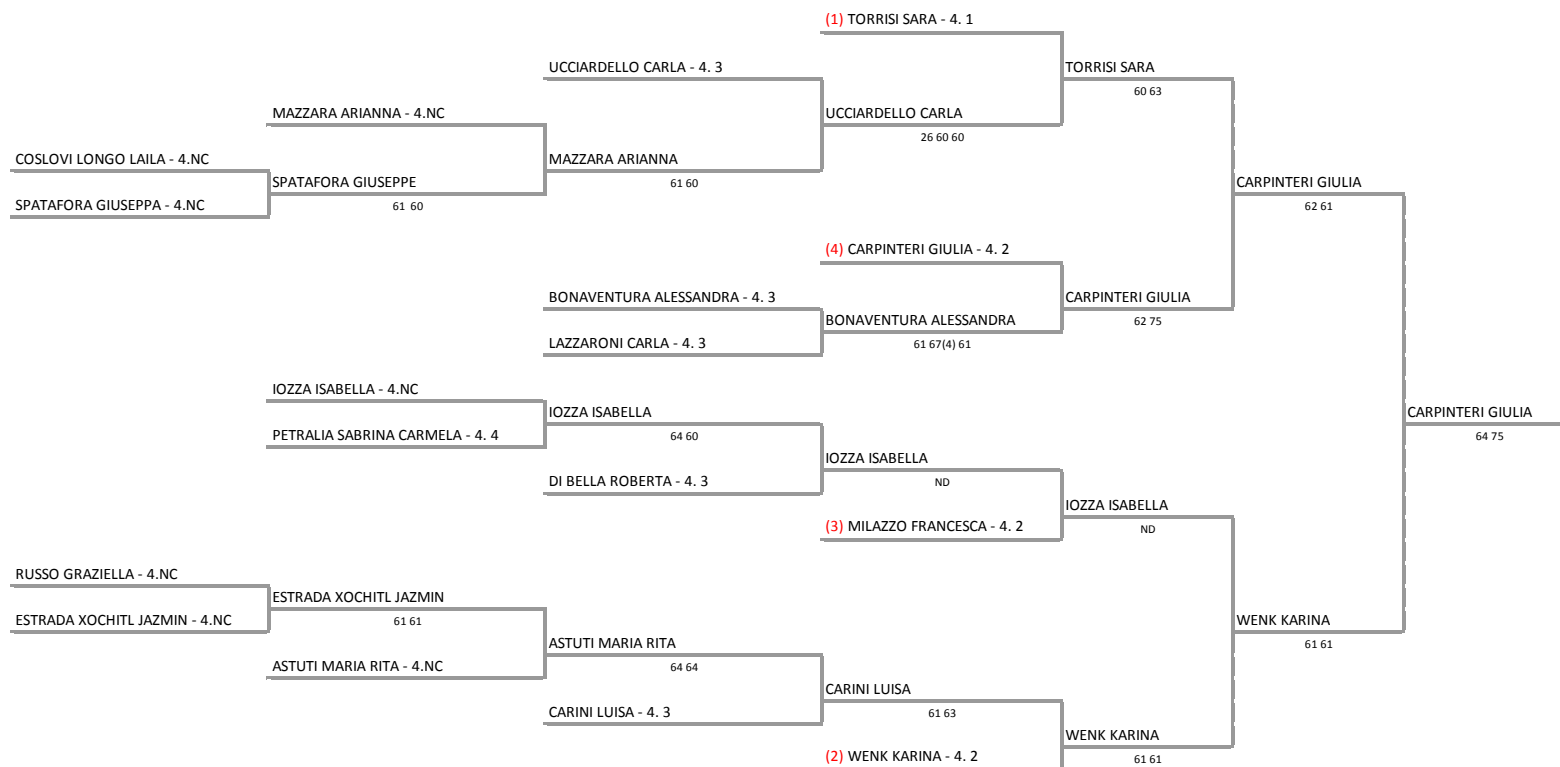 (1) TORRISI SARA - 4. 1
UCCIARDELLO CARLA - 4. 3
TORRISI SARA
60 63
MAZZARA ARIANNA - 4.NC
UCCIARDELLO CARLA
26 60 60
COSLOVI LONGO LAILA - 4.NC
MAZZARA ARIANNA
61 60
SPATAFORA GIUSEPPE
61 60
CARPINTERI GIULIA
62 61
SPATAFORA GIUSEPPA - 4.NC
(4) CARPINTERI GIULIA - 4. 2
BONAVENTURA ALESSANDRA - 4. 3
CARPINTERI GIULIA
62 75
BONAVENTURA ALESSANDRA
61 67(4) 61
LAZZARONI CARLA - 4. 3
IOZZA ISABELLA - 4.NC
IOZZA ISABELLA
64 60
CARPINTERI GIULIA
64 75
PETRALIA SABRINA CARMELA - 4. 4
IOZZA ISABELLA
ND
DI BELLA ROBERTA - 4. 3
IOZZA ISABELLA
ND
(3) MILAZZO FRANCESCA - 4. 2
RUSSO GRAZIELLA - 4.NC
ESTRADA XOCHITL JAZMIN
61 61
ESTRADA XOCHITL JAZMIN - 4.NC
WENK KARINA
61 61
ASTUTI MARIA RITA
64 64
ASTUTI MARIA RITA - 4.NC
CARINI LUISA
61 63
CARINI LUISA - 4. 3
WENK KARINA
61 61
(2) WENK KARINA - 4. 2